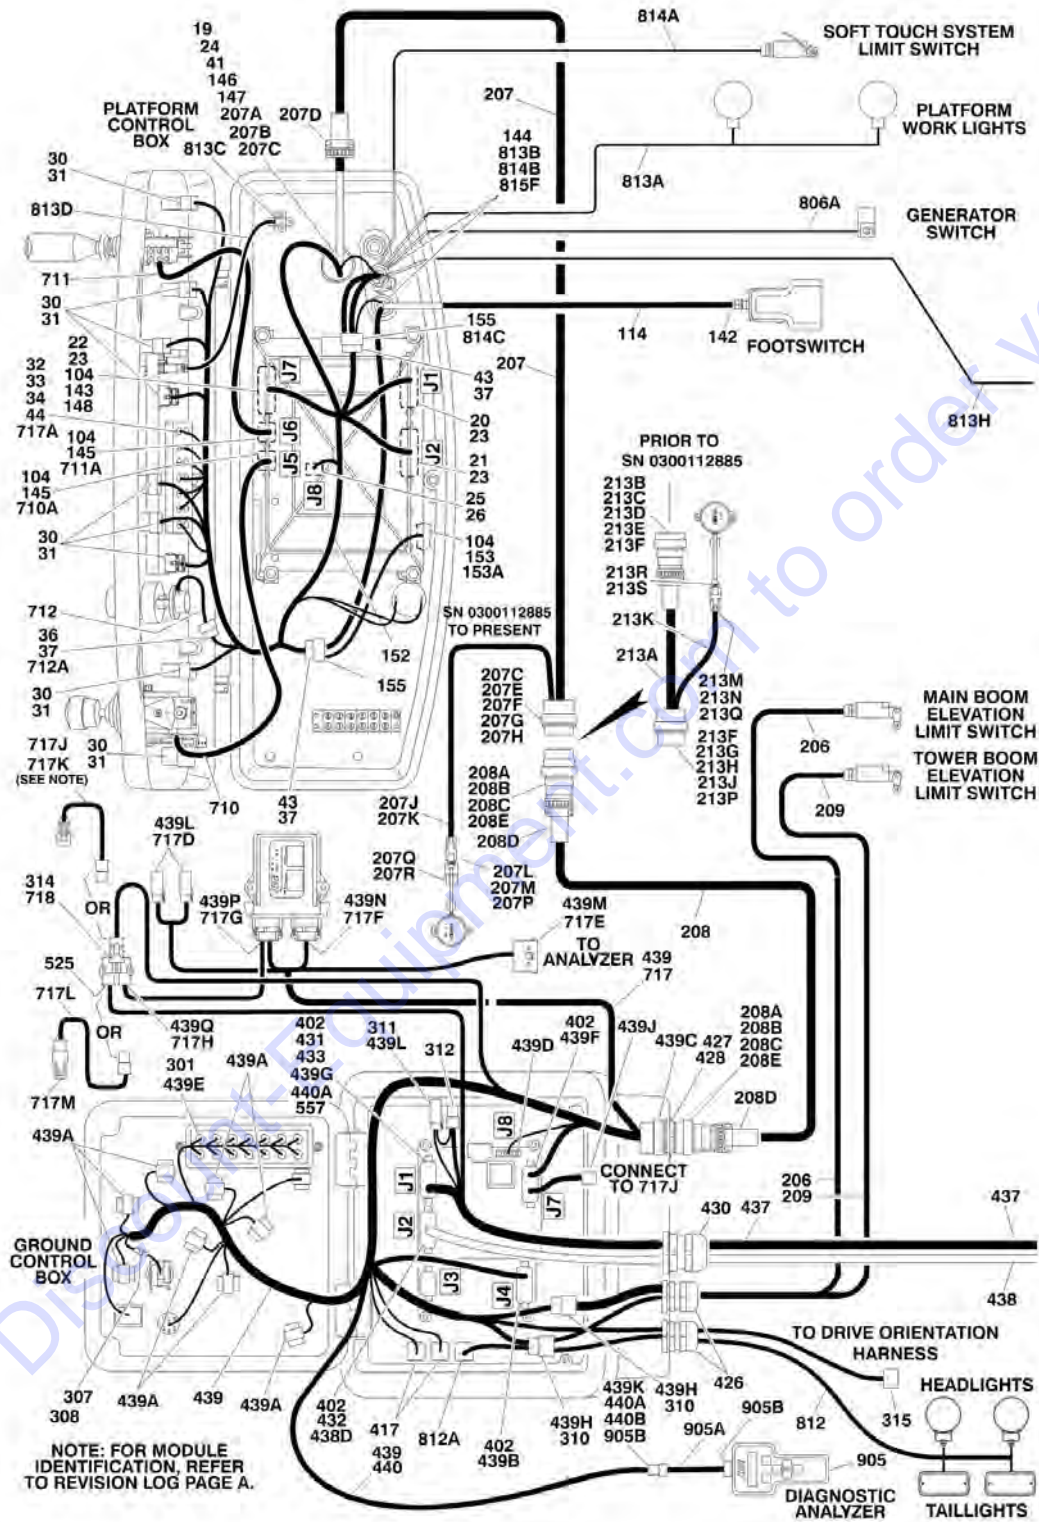 814A
SOFT TOUCH SYSTEM
LIMIT SWITCH
19
24
41
146
147
207A
207B
207C
207D
813C
PLATFORM
CONTROL
BOX
207
PLATFORM
WORK LIGHTS
144
813B
814B
815F
813A
30
31
813D
806A
GENERATOR
SWITCH
711
30
31
155
814C
114
142
FOOTSWITCH
22
23
104
143
148
32
33
34
44
717A
J7
J1
43
37
207
20
23
813H
104
145
711A
J6
J2
21
23
PRIOR TO
SN 0300112885
104
145
710A
J5
J8
25
26
213B
213C
213D
213E
213F
30
31
104
153
153A
213R
213S
712
SN 0300112885
TO PRESENT
213K
36
37
712A
152
213A
155
207C
207E
207F
207G
207H
213M
213N
213Q
MAIN BOOM
ELEVATION
LIMIT SWITCH
30
31
206
213F
213G
213H
213J
213P
TOWER BOOM
ELEVATION
LIMIT SWITCH
717J
717K
(SEE NOTE)
30
31
710
43
37
207J
207K
208A
208B
208C
208E
209
439L
717D
208D
207Q
207R
207L
207M
207P
314
718
OR
439P
717G
439N
717F
439M
717E
208
TO
ANALYZER
439
717
525
717L
OR
439Q
717H
402
431
433
439G
440A
557
311
439L
312
439D
402
439F
439J
439C
427
428
208A
208B
208C
208E
717M
301
439E
439A
208D
439A
J8
J1
CONNECT
TO 717J
206
209
J7
J2
430
437
437
GROUND
CONTROL
BOX
J3
J4
438
TO DRIVE ORIENTATION
HARNESS
307
308
439A
439
439A
402
432
438D
417
812A
439H
310
439K
440A
440B
905B
439H
310
426
905B
812
315
HEADLIGHTS
439
440
402
439B
905A
905
NOTE: FOR MODULE
IDENTIFICATION, REFER
TO REVISION LOG PAGE A.
DIAGNOSTIC
ANALYZER
TAILLIGHTS